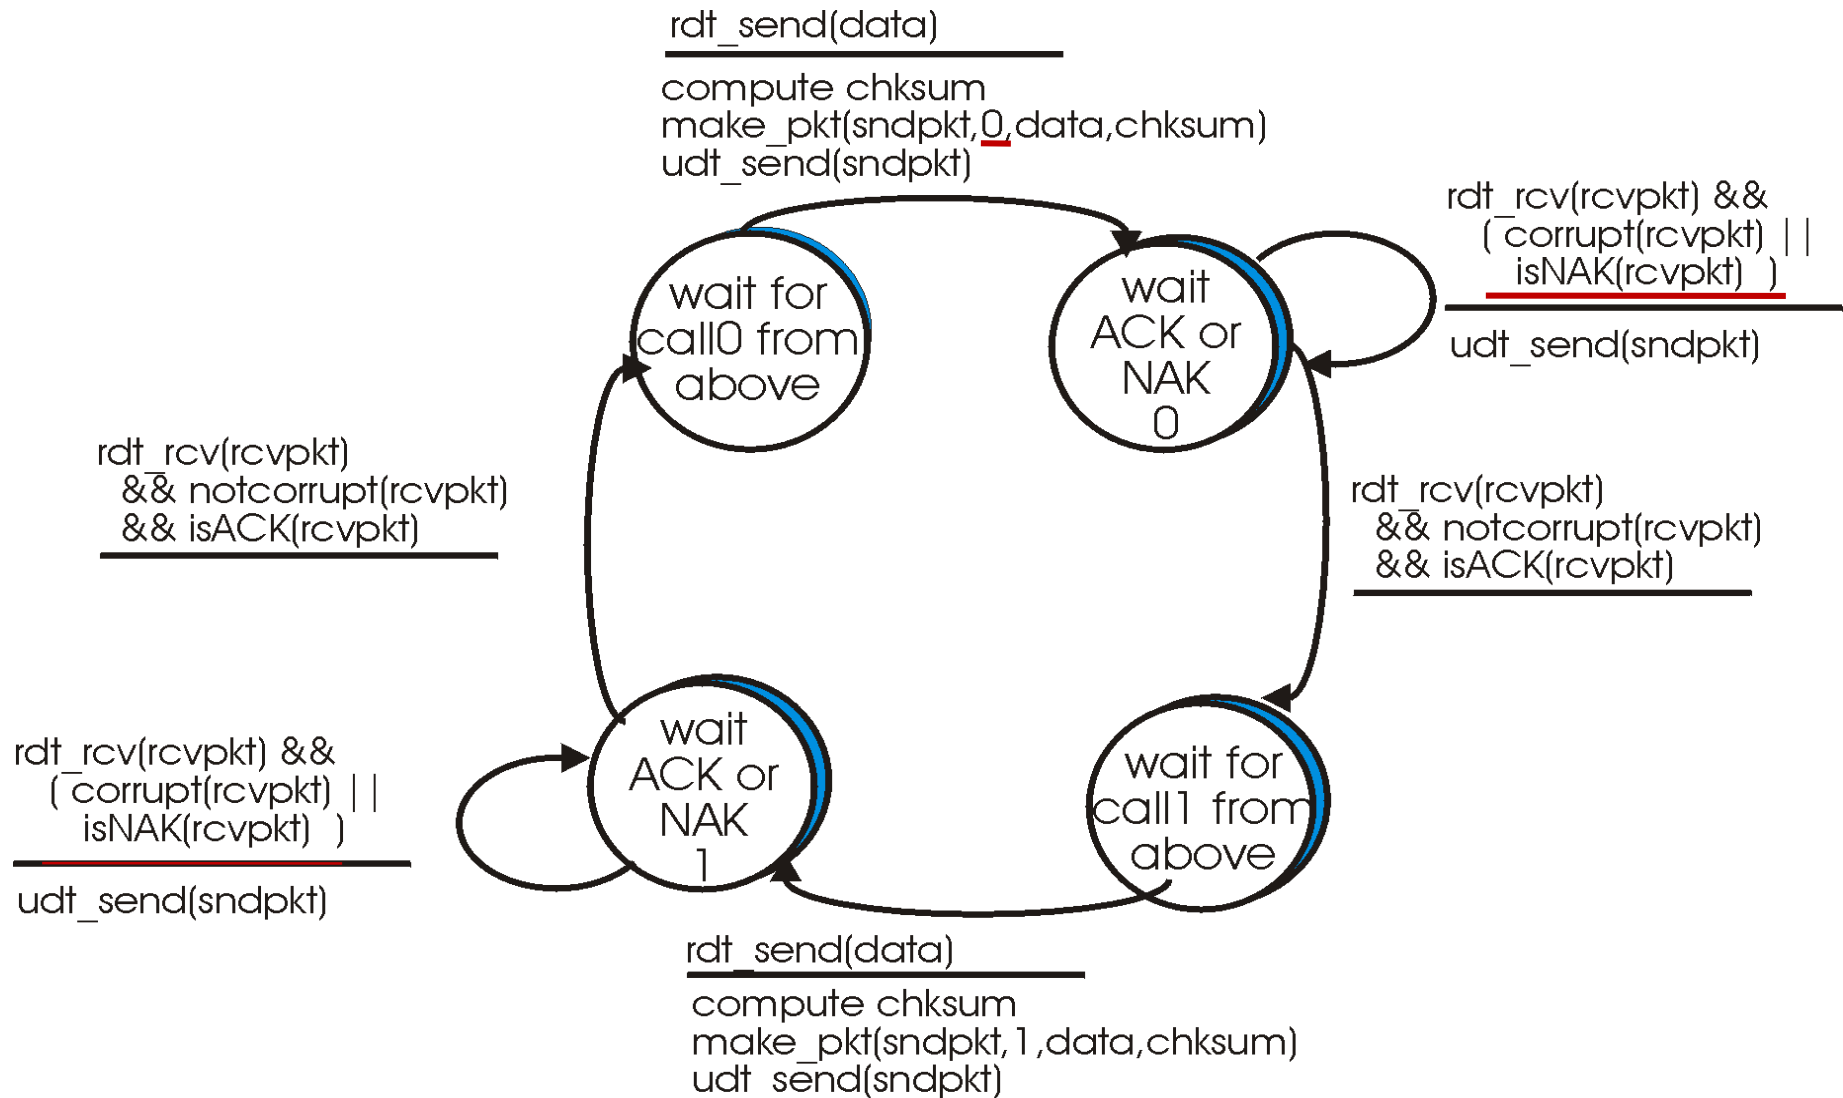 rdt_send(data)
compute chksum
make_pkt(sndpkt,0,data,chksum)
udt_send(sndpkt)
rdt_rcv(rcvpkt) &&
( corrupt(rcvpkt) ||
isNAK(rcvpkt) )
udt_send(sndpkt)
wait for
call0 from
above
wait
ACK or
NAK
0
rdt_rcv(rcvpkt)
&& notcorrupt(rcvpkt)
&& isACK(rcvpkt)
rdt_rcv(rcvpkt)
&& notcorrupt(rcvpkt)
&& isACK(rcvpkt)
rdt_rcv(rcvpkt) &&
( corrupt(rcvpkt) ||
isNAK(rcvpkt) )
udt_send(sndpkt)
wait
ACK or
NAK
1
wait for
call1 from
above
rdt_send(data)
compute chksum
make_pkt(sndpkt,1,data,chksum)
udt_send(sndpkt)